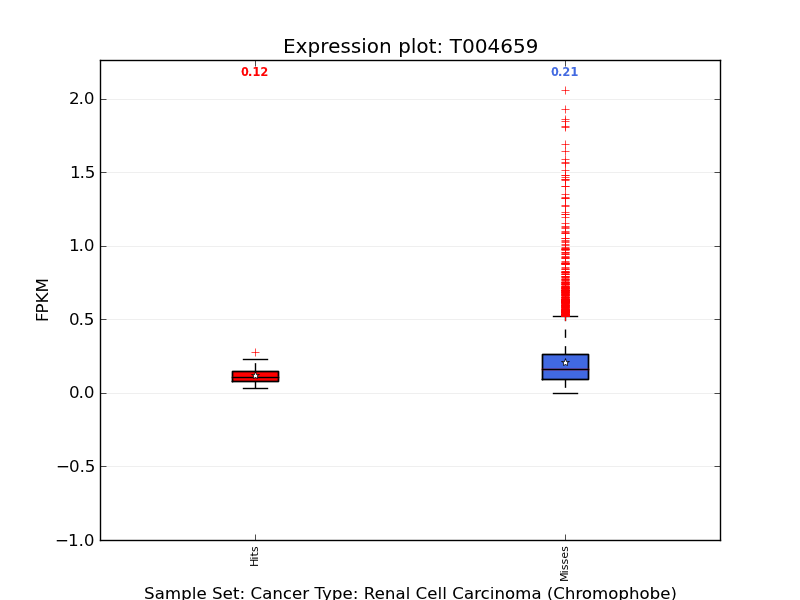 Expression plot: T004659
0.12
0.21
2.0
1.5
1.0
0.5
0.0
−0.5
−1.0
FPKM
Hits
Misses
Sample Set: Cancer Type: Renal Cell Carcinoma (Chromophobe)